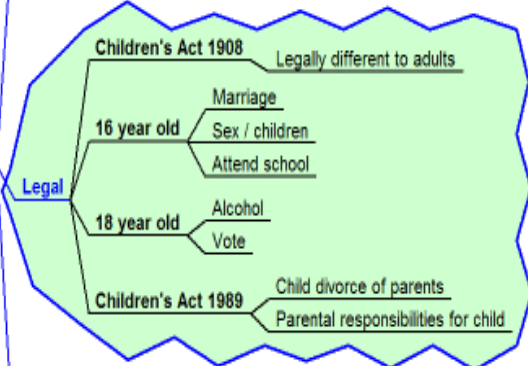 Legal
Children's Act 1908
Legally different to adults
16 year old
Marriage
Sex / children
Attend school
18 year old
Alcohol
Vote
Children's Act 1989
Child divorce of parents
Parental responsibilities for child